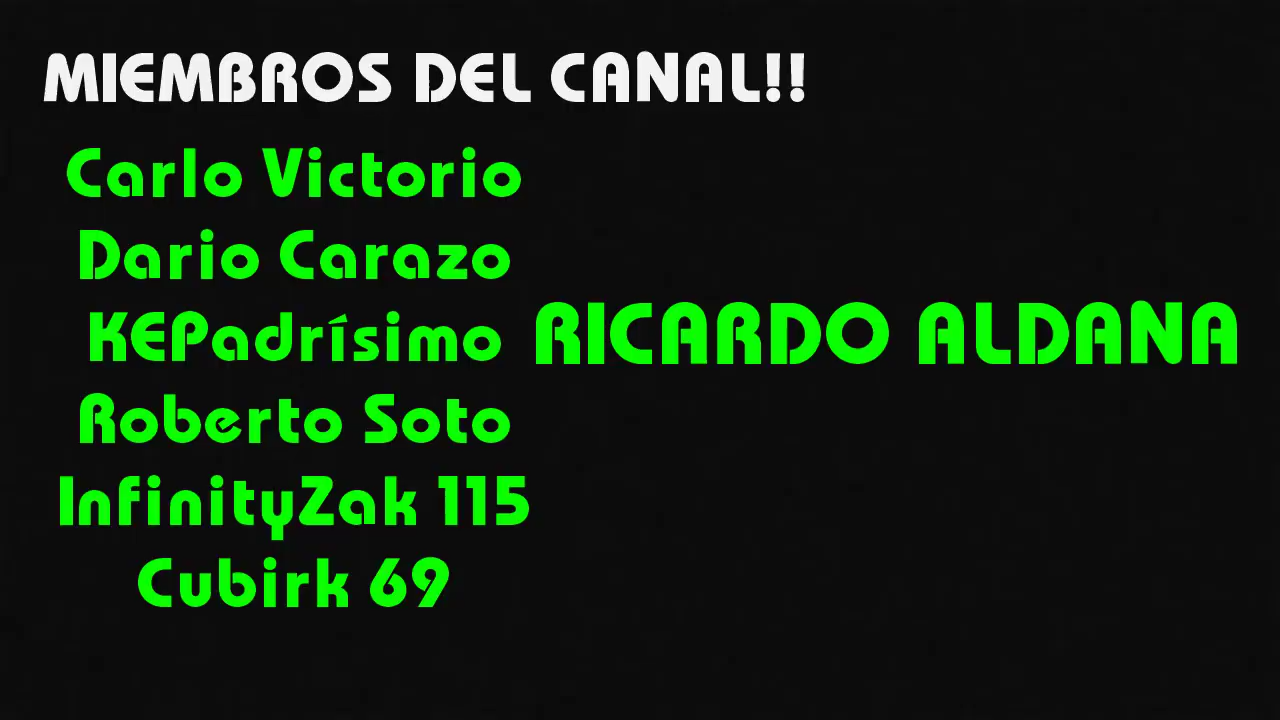 MIEMBROS DEL CANAL!!
Carlo Victorio
Dario Carazo
KEPadrísimo
Roberto Soto
InfinityZak 115
Cubirk 69
RICARDO ALDANA